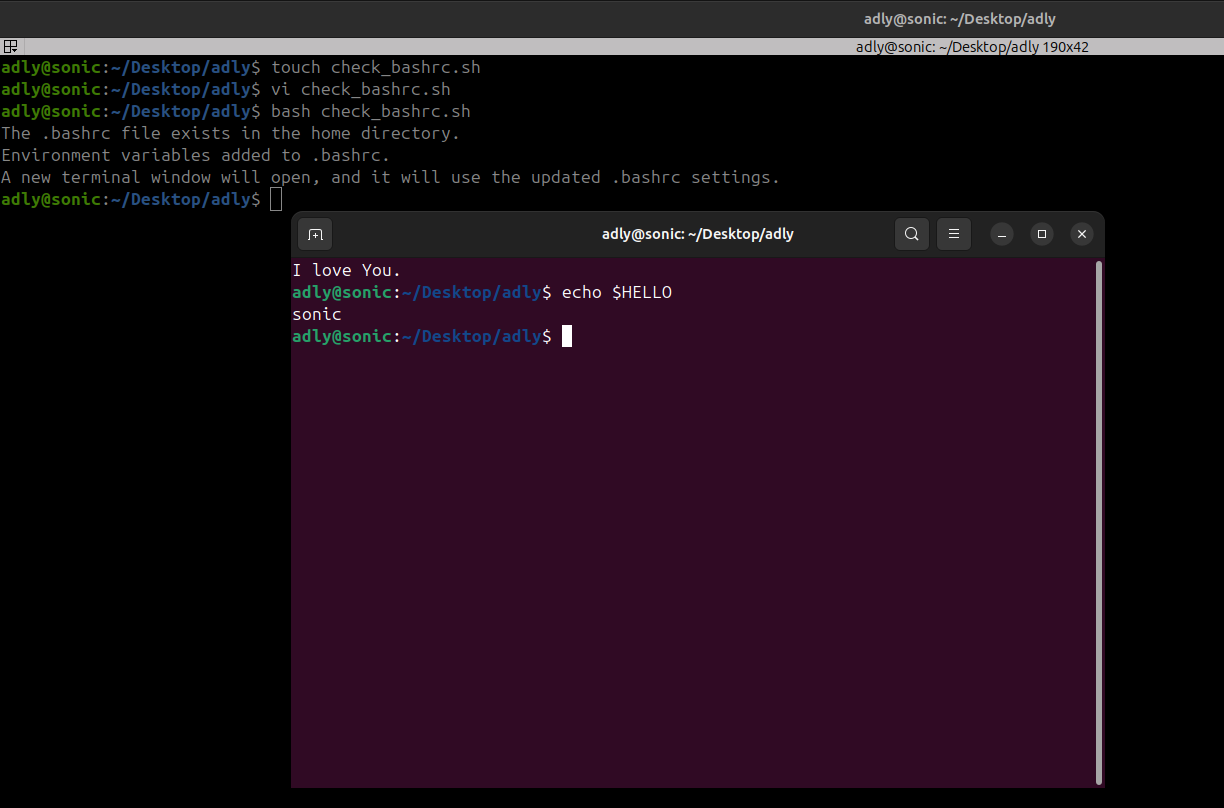 adly@sonic: ~/Desktop/adly
adly@sonic: ~/Desktop/adly 190x42
adly@sonic:~/Desktop/adly$ touch check_bashrc.sh
adly@sonic:~/Desktop/adly$ vi check_bashrc.sh
adly@sonic:~/Desktop/adly$ bash check_bashrc.sh
The .bashrc file exists in the home directory.
Environment variables added to .bashrc.
A new terminal window will open, and it will use the updated .bashrc settings.
adly@sonic:~/Desktop/adly$
adly@sonic: ~/Desktop/adly
I love You.
adly@sonic:~/Desktop/adly$ echo $HELLO
sonic
adly@sonic:~/Desktop/adly$